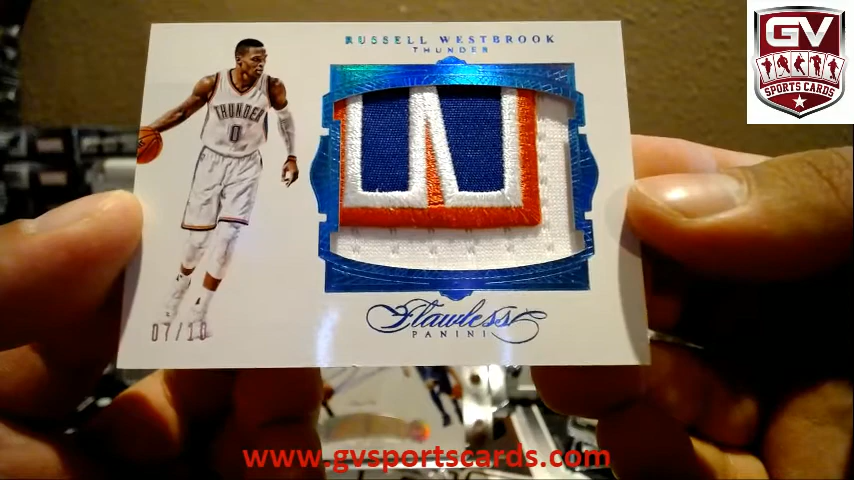 RUSSELL WESTBROOK
THUNDER
THUNDER
0
Flawless
PANINI
07/10
GV
SPORTS CARDS
www.gvsportscards.com